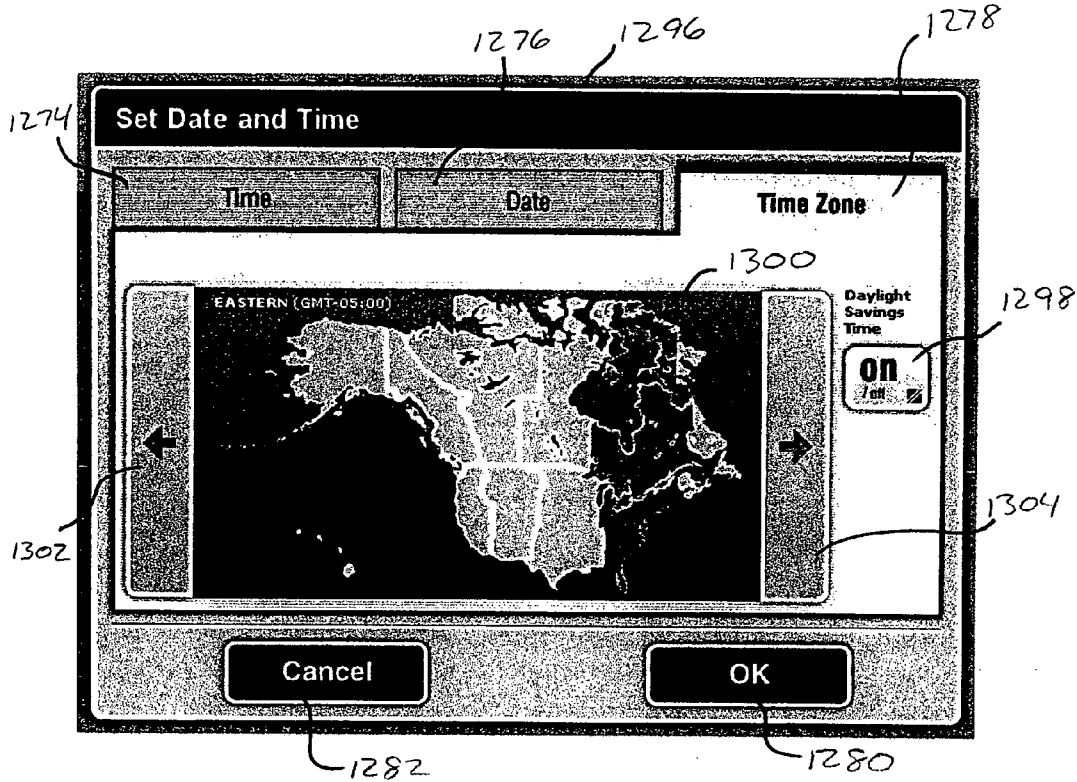 1276
1296
1278
1274
Set Date and Time
Time
Date
Time Zone
1300
EASTERN (GMT-05:00)
Daylight
Savings
Time
1298
on
/ off
1302
1304
Cancel
OK
1282
1280